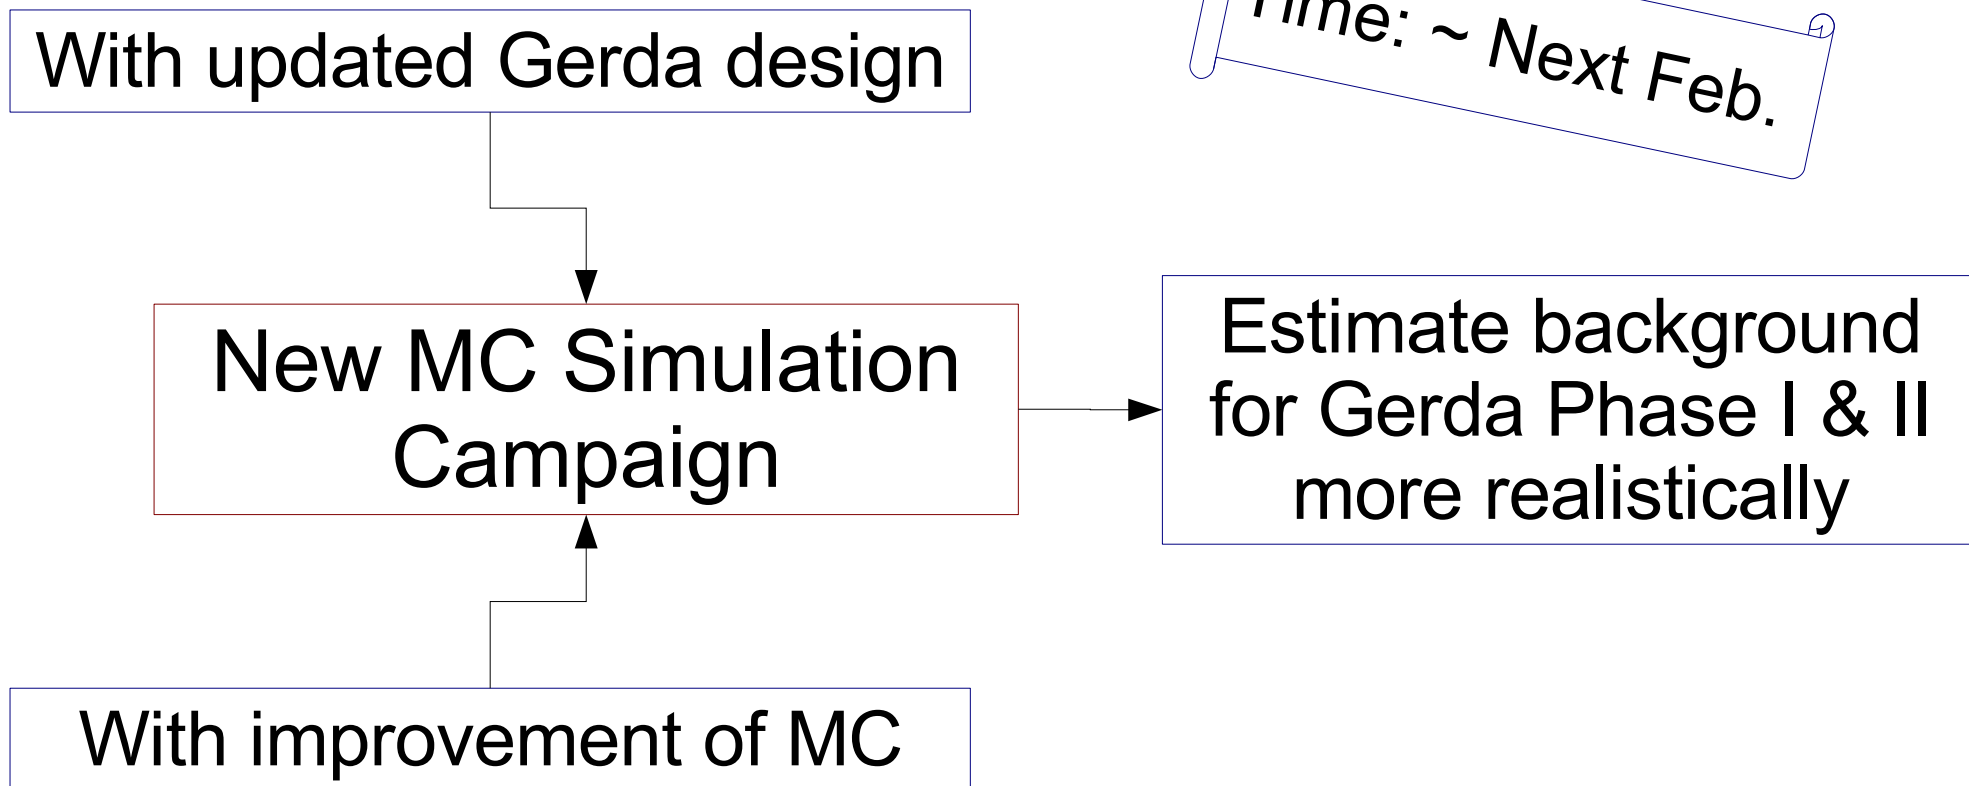 With updated Gerda design
Time: ~ Next Feb.
New MC Simulation
Campaign
Estimate background
for Gerda Phase I & II
more realistically
With improvement of MC